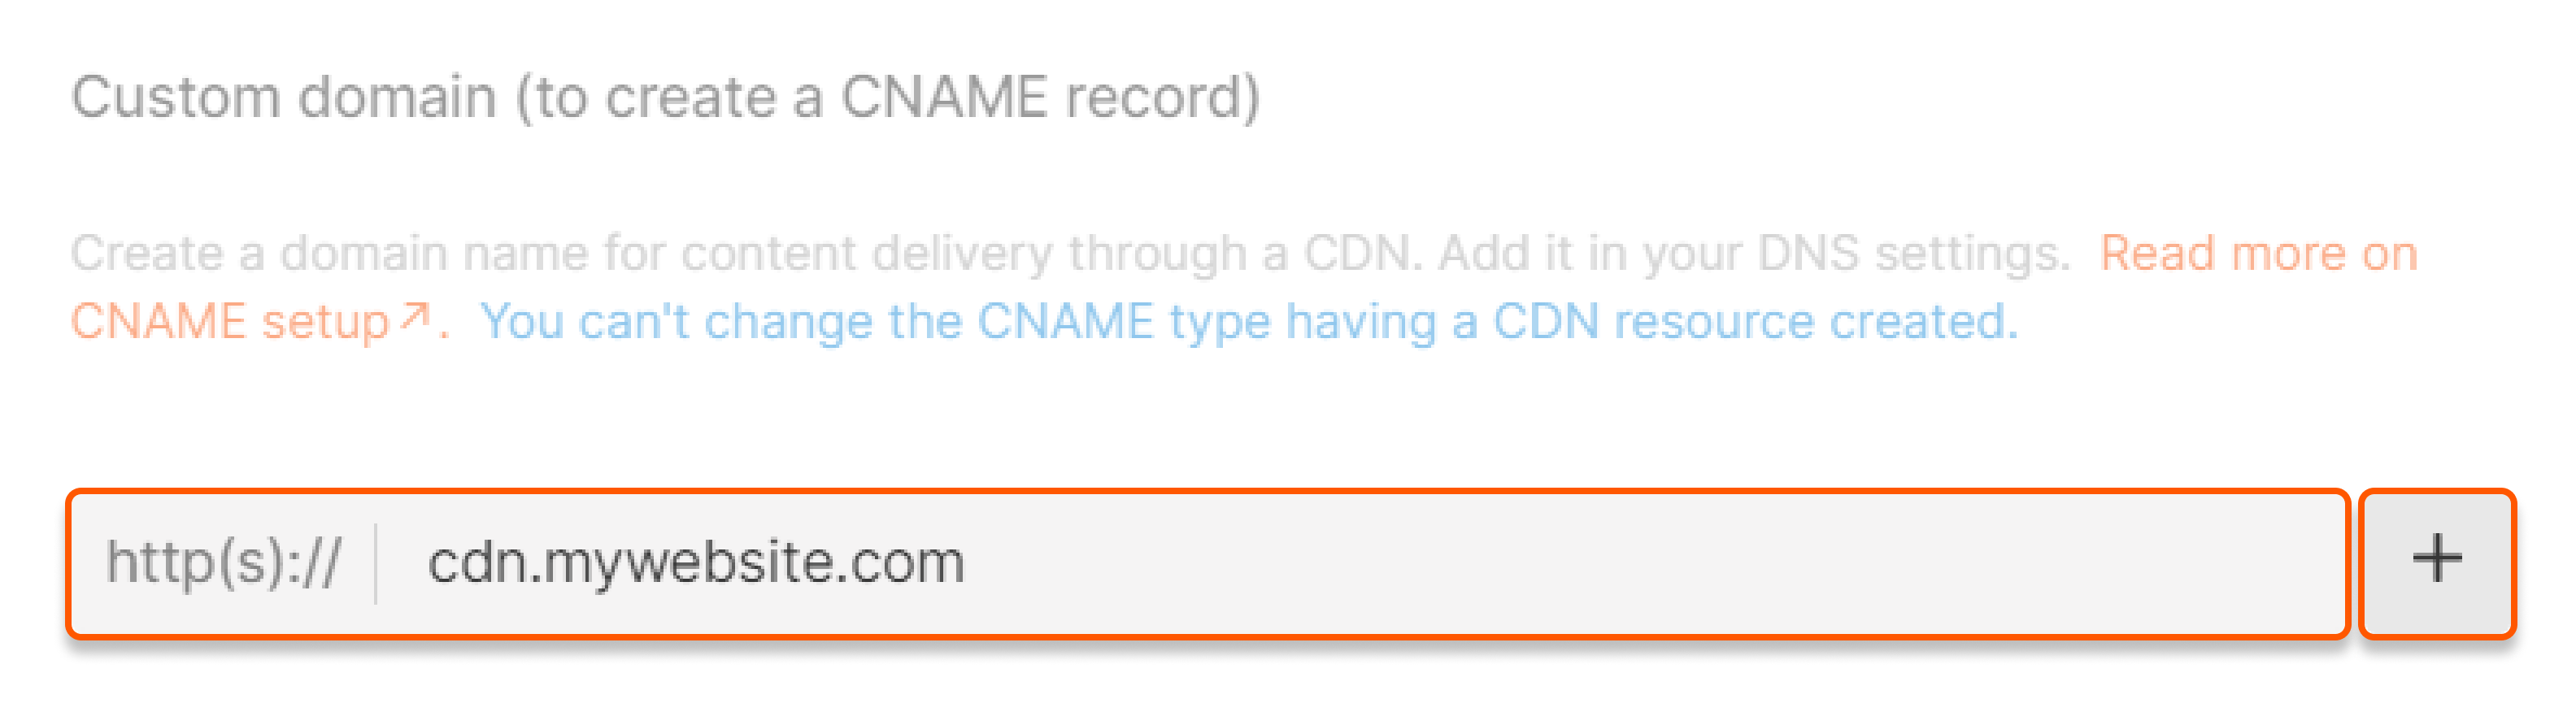 Custom domain (to create a CNAME record)
Create a domain name for content delivery through a CDN. Add it in your DNS settings. Read more on
CNAME setup↗. You can't change the CNAME type having a CDN resource created.
http(s):// cdn.mywebsite.com +